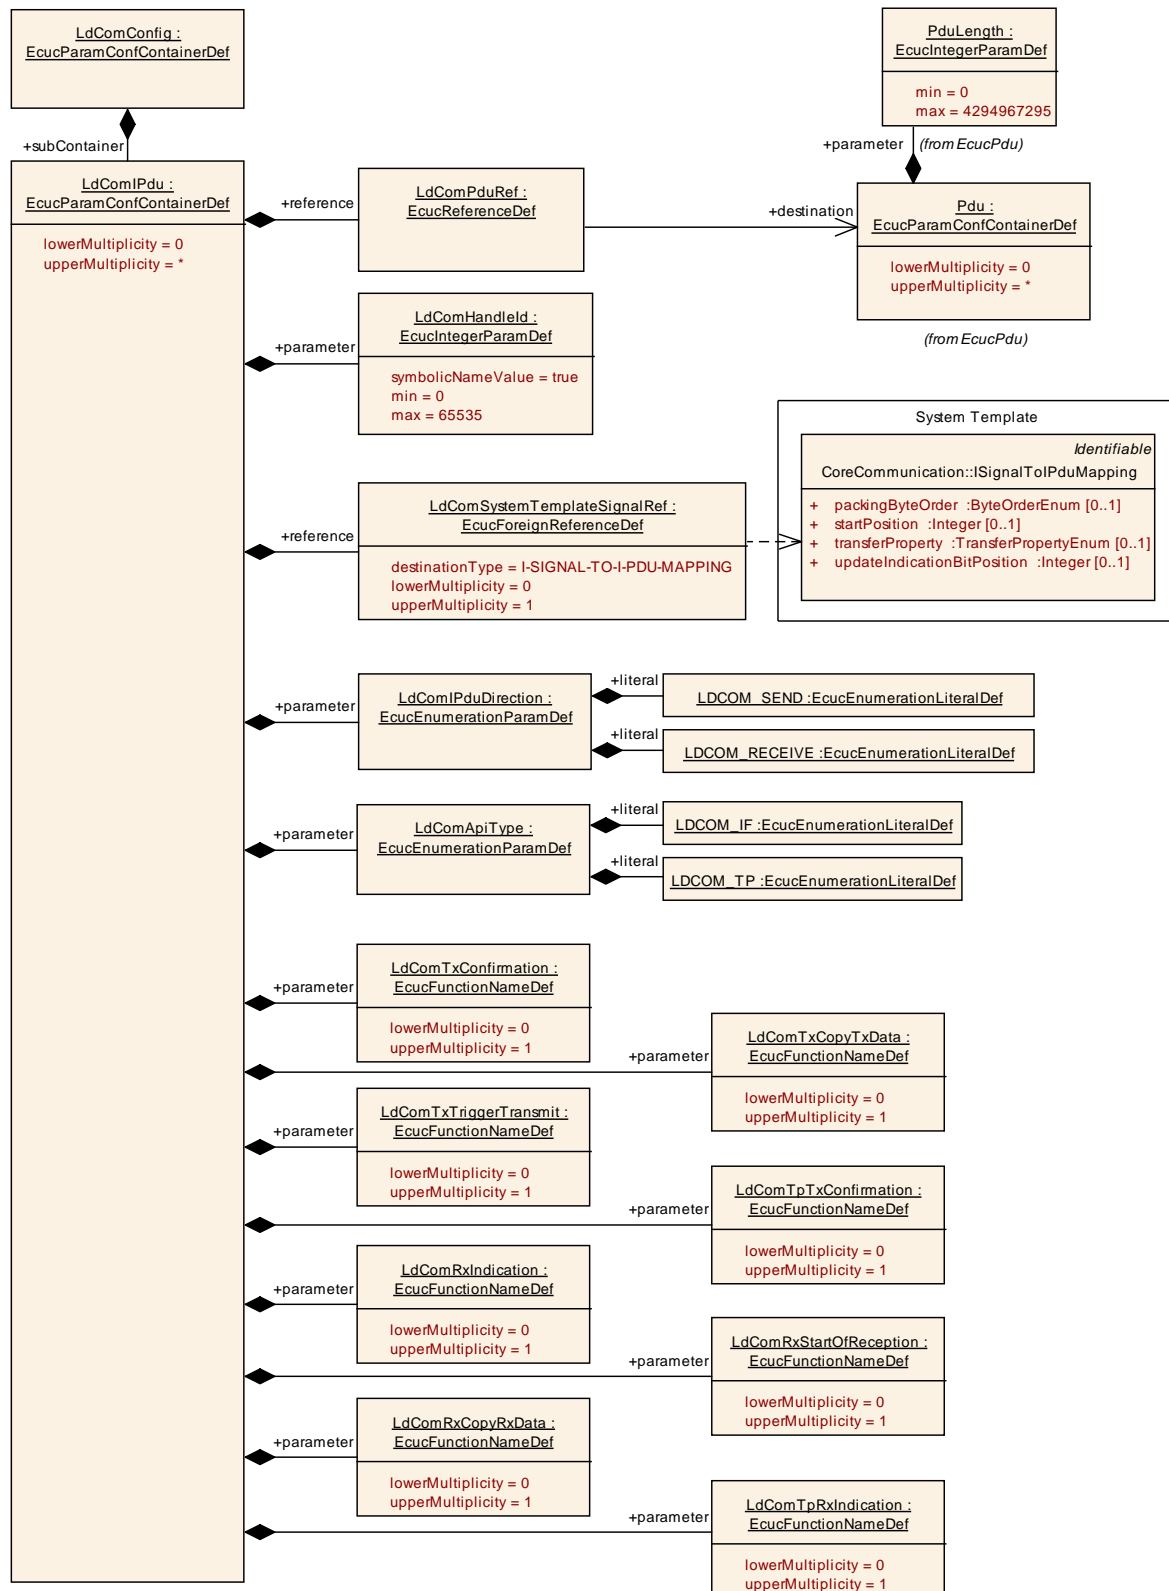 LdComConfig :
EcucParamConfContainerDef
+subContainer
LdComIPdu :
EcucParamConfContainerDef
lowerMultiplicity = 0
upperMultiplicity = *
PduLength :
EcucIntegerParamDef
min = 0
max = 4294967295
+parameter
(from EcucPdu)
+reference
LdComPduRef :
EcucReferenceDef
+destination
Pdu :
EcucParamConfContainerDef
lowerMultiplicity = 0
upperMultiplicity = *
(from EcucPdu)
+parameter
LdComHandleId :
EcucIntegerParamDef
symbolicNameValue = true
min = 0
max = 65535
System Template
Identifiable
CoreCommunication::ISignalToIPduMapping
+ packingByteOrder :ByteOrderEnum [0..1]
+ startPosition :Integer [0..1]
+ transferProperty :TransferPropertyEnum [0..1]
+ updateIndicationBitPosition :Integer [0..1]
+reference
LdComSystemTemplateSignalRef :
EcucForeignReferenceDef
destinationType = I-SIGNAL-TO-I-PDU-MAPPING
lowerMultiplicity = 0
upperMultiplicity = 1
+parameter
LdComIPduDirection :
EcucEnumerationParamDef
+literal
LDCOM_SEND :EcucEnumerationLiteralDef
+literal
LDCOM_RECEIVE :EcucEnumerationLiteralDef
+parameter
LdComApiType :
EcucEnumerationParamDef
+literal
LDCOM_IF :EcucEnumerationLiteralDef
+literal
LDCOM_TP :EcucEnumerationLiteralDef
+parameter
LdComTxConfirmation :
EcucFunctionNameDef
lowerMultiplicity = 0
upperMultiplicity = 1
+parameter
LdComTxCopyTxData :
EcucFunctionNameDef
lowerMultiplicity = 0
upperMultiplicity = 1
+parameter
LdComTxTriggerTransmit :
EcucFunctionNameDef
lowerMultiplicity = 0
upperMultiplicity = 1
+parameter
LdComTpTxConfirmation :
EcucFunctionNameDef
lowerMultiplicity = 0
upperMultiplicity = 1
+parameter
LdComRxIndication :
EcucFunctionNameDef
lowerMultiplicity = 0
upperMultiplicity = 1
+parameter
LdComRxStartOfReception :
EcucFunctionNameDef
lowerMultiplicity = 0
upperMultiplicity = 1
+parameter
LdComRxCopyRxData :
EcucFunctionNameDef
lowerMultiplicity = 0
upperMultiplicity = 1
+parameter
LdComTpRxIndication :
EcucFunctionNameDef
lowerMultiplicity = 0
upperMultiplicity = 1